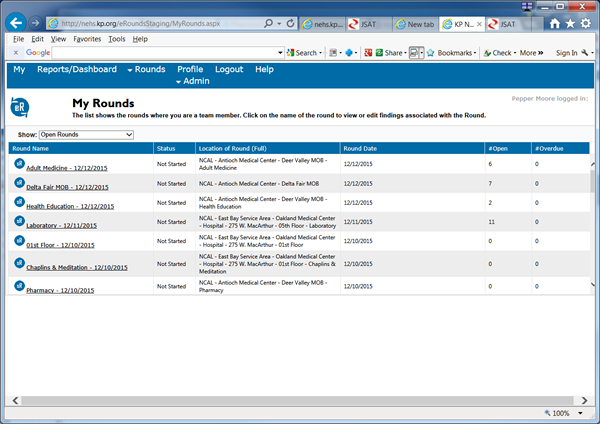 http://nehs.kp.org/eRoundsStaging/MyRounds.aspx
nehs.kp....
JSAT
New tab
KP N...
JSAT
File Edit View Favorites Tools Help
x Google
Search
Share
Bookmarks
Check
More »
Sign In
My Reports/Dashboard Rounds Profile Logout Help
Admin
eR
My Rounds
Pepper Moore logged in:
The list shows the rounds where you are a team member. Click on the name of the round to view or edit findings associated with the Round.
Show: Open Rounds
Round Name Status Location of Round (Full) Round Date #Open #Overdue
Adult Medicine - 12/12/2015 Not Started NCAL - Antioch Medical Center - Deer Valley MOB - 12/12/2015 6 0
Adult Medicine
Delta Fair MOB - 12/12/2015 Not Started NCAL - Antioch Medical Center - Delta Fair MOB 12/12/2015 7 0
Health Education - 12/12/2015 Not Started NCAL - Antioch Medical Center - Deer Valley MOB - 12/12/2015 2 0
Health Education
Laboratory - 12/11/2015 Not Started NCAL - East Bay Service Area - Oakland Medical Center 12/11/2015 11 0
- Hospital - 275 W. MacArthur - 05th Floor - Laboratory
01st Floor - 12/10/2015 Not Started NCAL - East Bay Service Area - Oakland Medical Center 12/10/2015 0 0
- Hospital - 275 W. MacArthur - 01st Floor
Chaplins & Meditation - 12/10/2015 Not Started NCAL - East Bay Service Area - Oakland Medical Center 12/10/2015 0 0
- Hospital - 275 W. MacArthur - 01st Floor - Chaplins &
Meditation
Pharmacy - 12/10/2015 Not Started NCAL - Antioch Medical Center - Deer Valley MOB - 12/10/2015 0 0
Pharmacy
100%